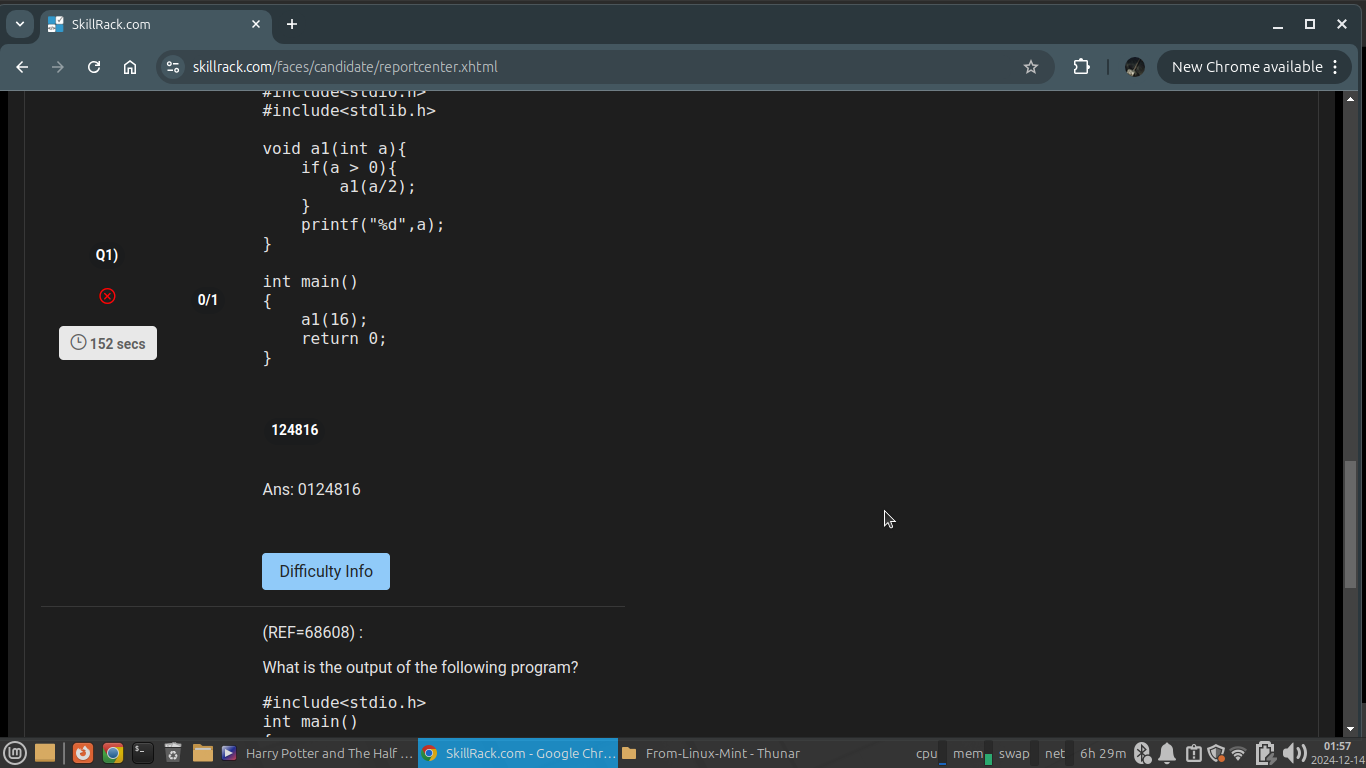 SkillRack.com
skillrack.com/faces/candidate/reportcenter.xhtml
New Chrome available
#include<stdio.h>
#include<stdlib.h>
void a1(int a){
if(a > 0){
a1(a/2);
}
printf("%d",a);
}
Q1)
int main()
0/1
{
a1(16);
152 secs
return 0;
}
124816
Ans: 0124816
Difficulty Info
(REF=68608) :
What is the output of the following program?
#include<stdio.h>
int main()
{
Harry Potter and The Half ...
SkillRack.com - Google Chr...
From-Linux-Mint - Thunar
cpu
mem
swap
net
6h 29m
01:57
2024-12-14